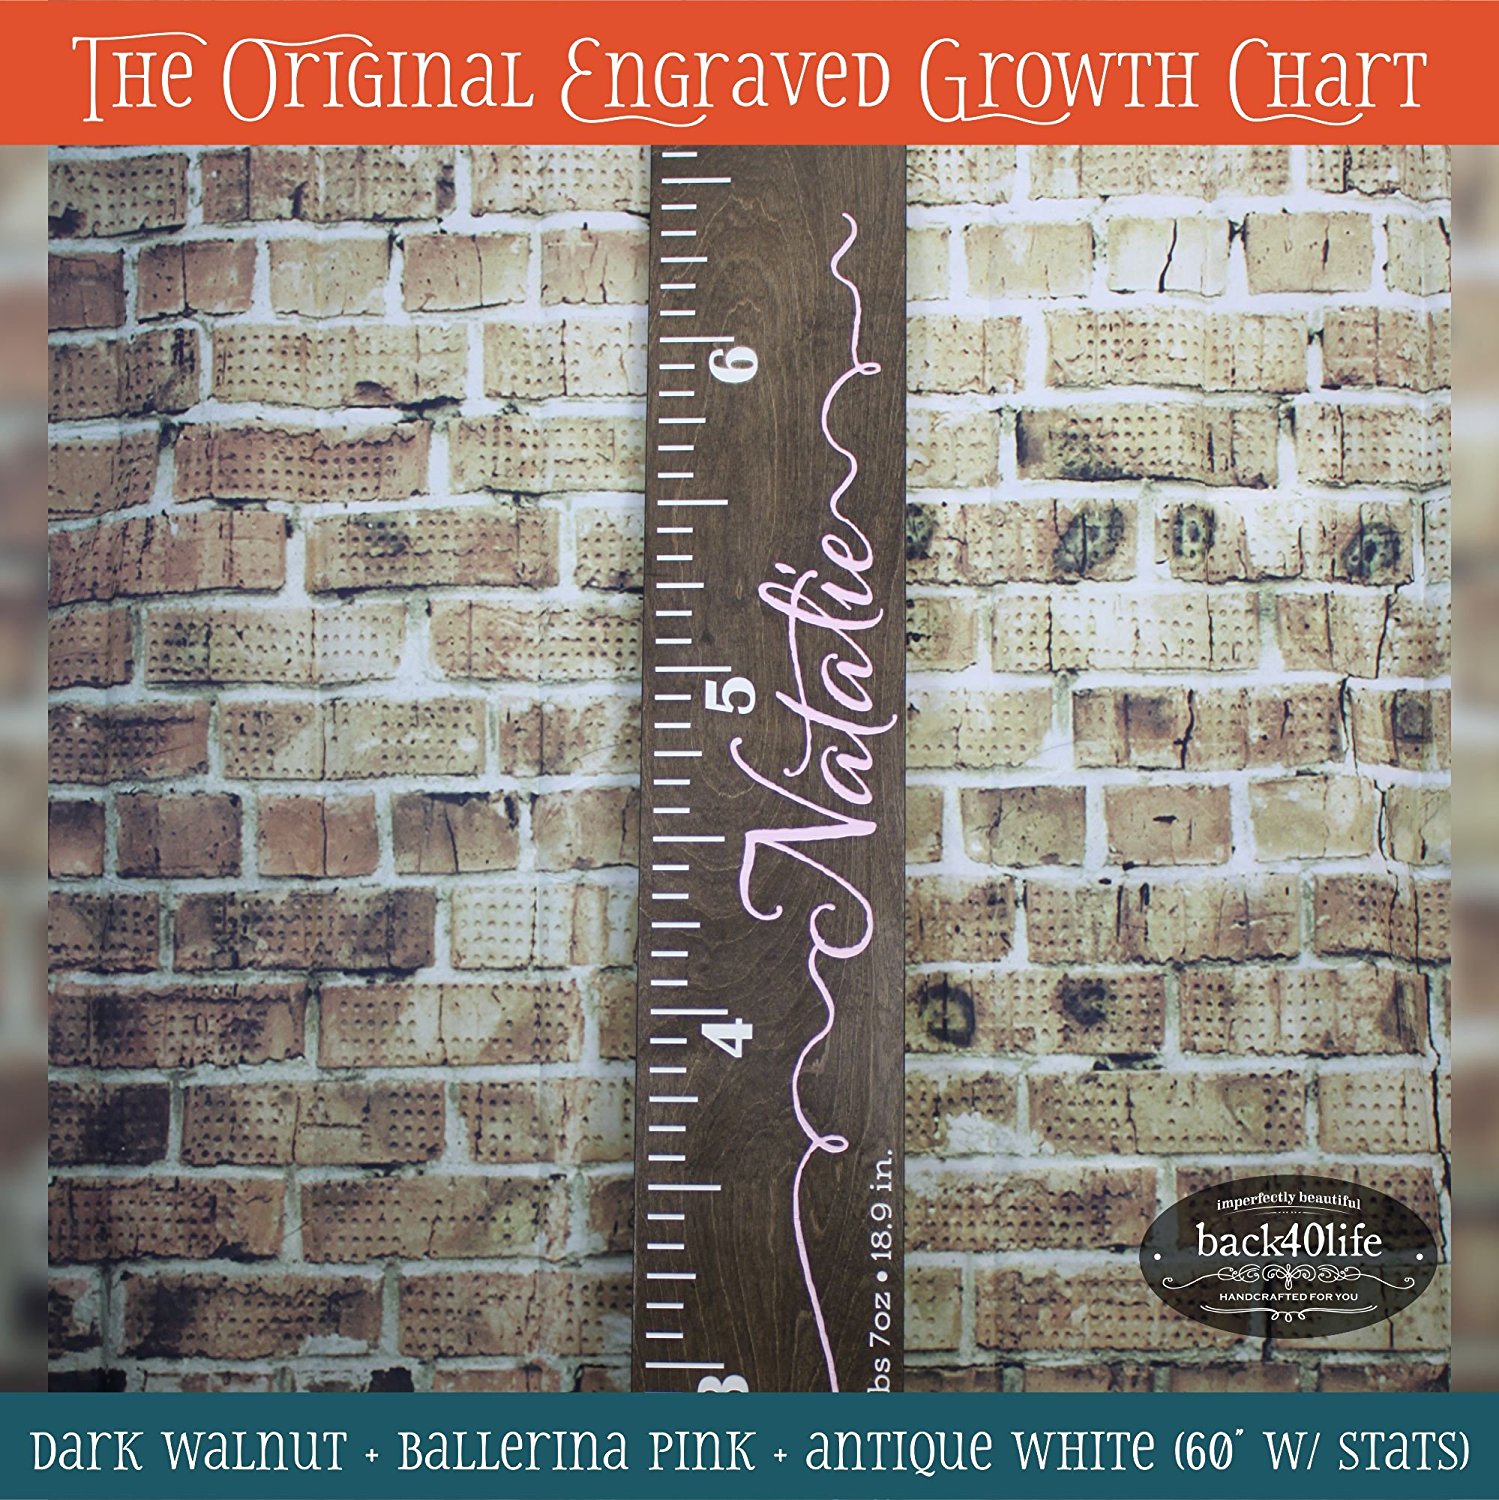 The Original Engraved Growth Chart
6
5
4
3
Natalie
7oz • 18.9 in.
imperfectly beautiful
back40life
HANDCRAFTED FOR YOU
Dark Walnut + Ballerina Pink + Antique White (60" w/ stats)